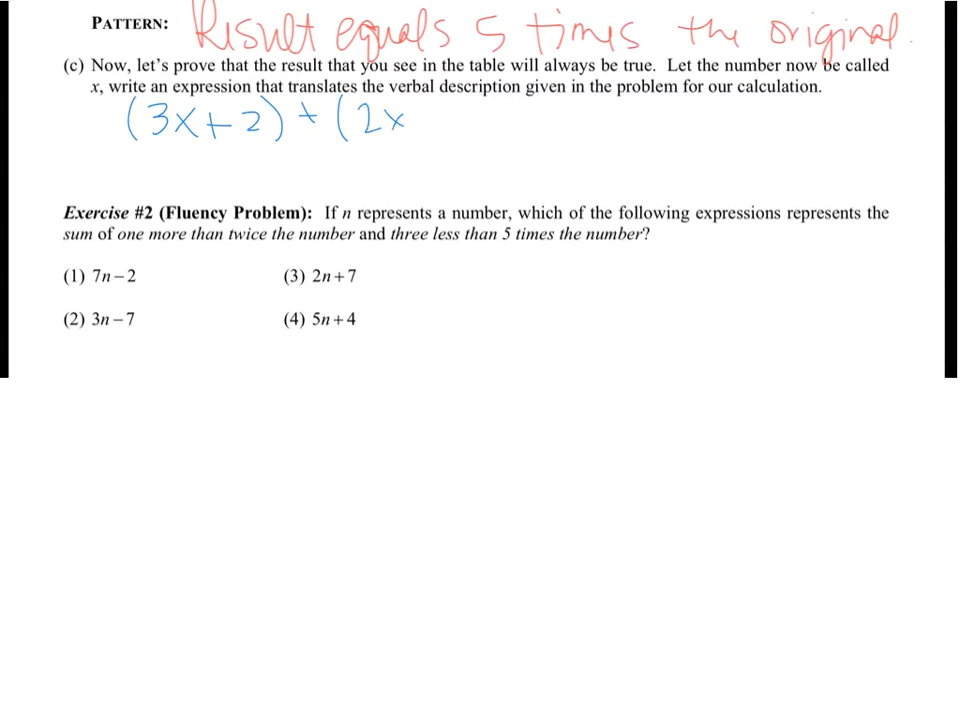 PATTERN: Result equals 5 times the original.
(c) Now, let's prove that the result that you see in the table will always be true. Let the number now be called
x, write an expression that translates the verbal description given in the problem for our calculation.
(3x+2)+(2x
Exercise #2 (Fluency Problem): If n represents a number, which of the following expressions represents the
sum of one more than twice the number and three less than 5 times the number?
(1) 7n-2 (3) 2n+7
(2) 3n-7 (4) 5n+4